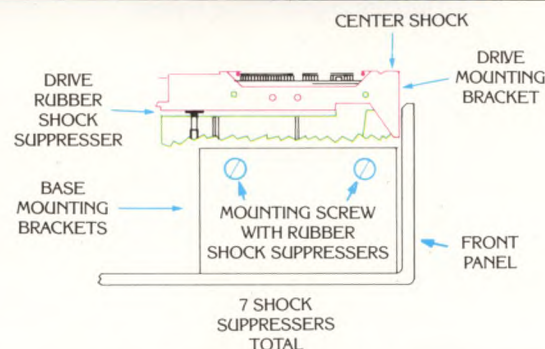 CENTER SHOCK
DRIVE
MOUNTING
BRACKET
DRIVE
RUBBER
SHOCK
SUPPRESSER
BASE
MOUNTING
BRACKETS
MOUNTING SCREW
WITH RUBBER
SHOCK SUPPRESSERS
FRONT
PANEL
7 SHOCK
SUPPRESSERS
TOTAL